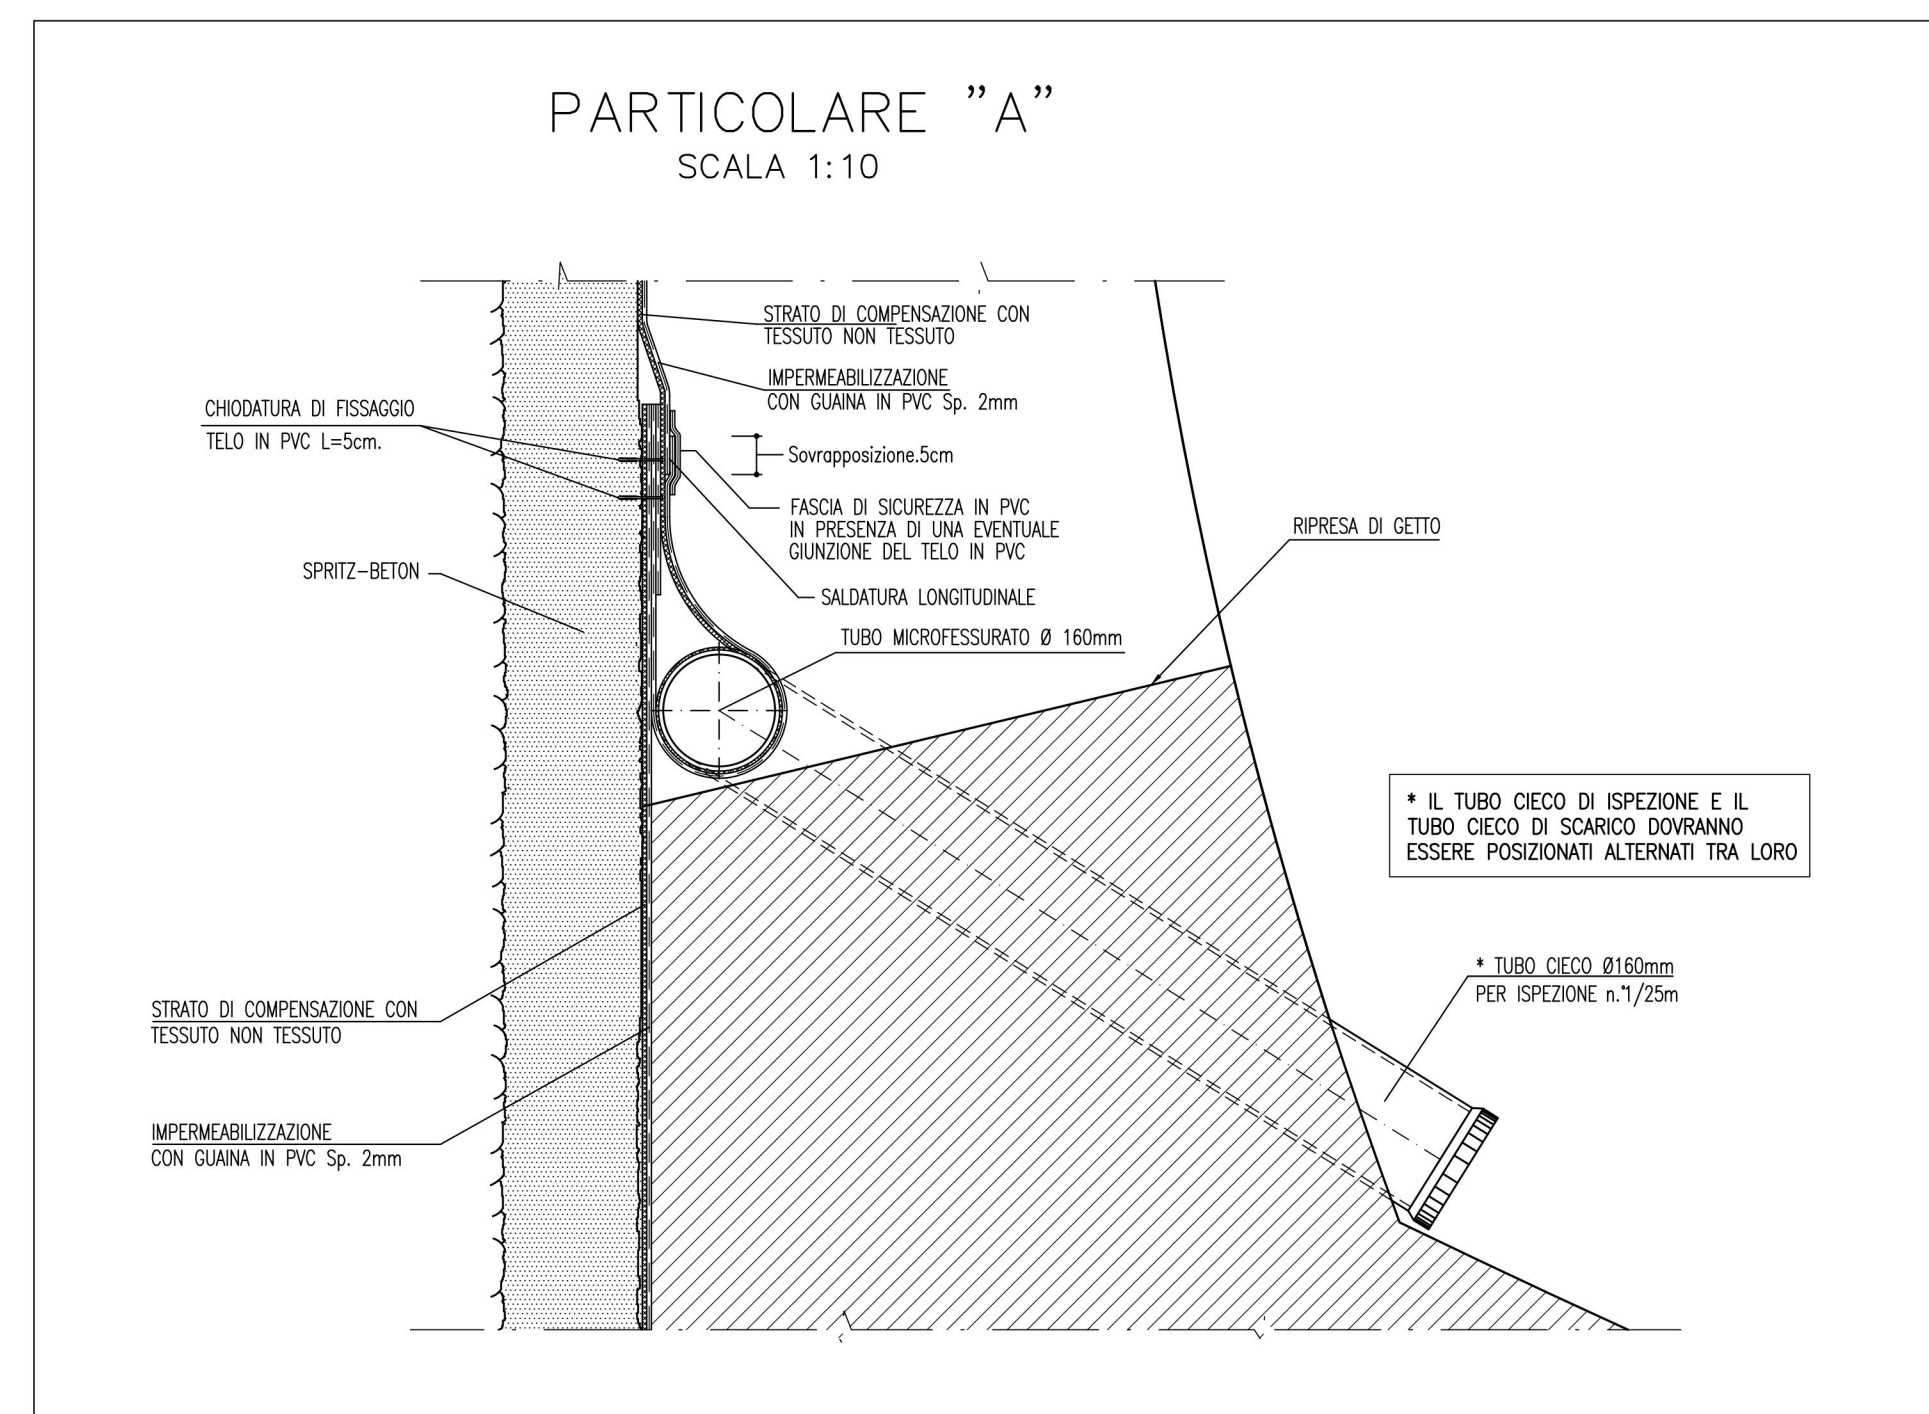 PARTICOLARE "A"
SCALA 1:10
STRATO DI COMPENSAZIONE CON
TESSUTO NON TESSUTO
IMPERMEABILIZZAZIONE
CON GUAINA IN PVC Sp. 2mm
CHIODATURA DI FISSAGGIO
TELO IN PVC L=5cm.
Sovrapposizione.5cm
FASCIA DI SICUREZZA IN PVC
IN PRESENZA DI UNA EVENTUALE
GIUNZIONE DEL TELO IN PVC
RIPRESA DI GETTO
SPRITZ-BETON
SALDATURA LONGITUDINALE
TUBO MICROFESSURATO Ø 160mm
* IL TUBO CIECO DI ISPEZIONE E IL
TUBO CIECO DI SCARICO DOVRANNO
ESSERE POSIZIONATI ALTERNATI TRA LORO
* TUBO CIECO Ø160mm
PER ISPEZIONE n.°1/25m
STRATO DI COMPENSAZIONE CON
TESSUTO NON TESSUTO
IMPERMEABILIZZAZIONE
CON GUAINA IN PVC Sp. 2mm